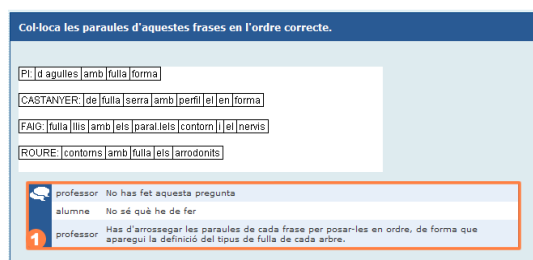 Col·loca les paraules d'aquestes frases en l'ordre correcte.
PI: d agulles amb fulla forma
CASTANYER: de fulla serra amb perfil el en forma
FAIG: fulla llis amb els paral.lels contorn i el nervis
ROURE: contorns amb fulla els arrodonits
professor No has fet aquesta pregunta
alumne No sé què he de fer
professor Has d'arrossegar les paraules de cada frase per posar-les en ordre, de forma que
aparegui la definició del tipus de fulla de cada arbre.
1